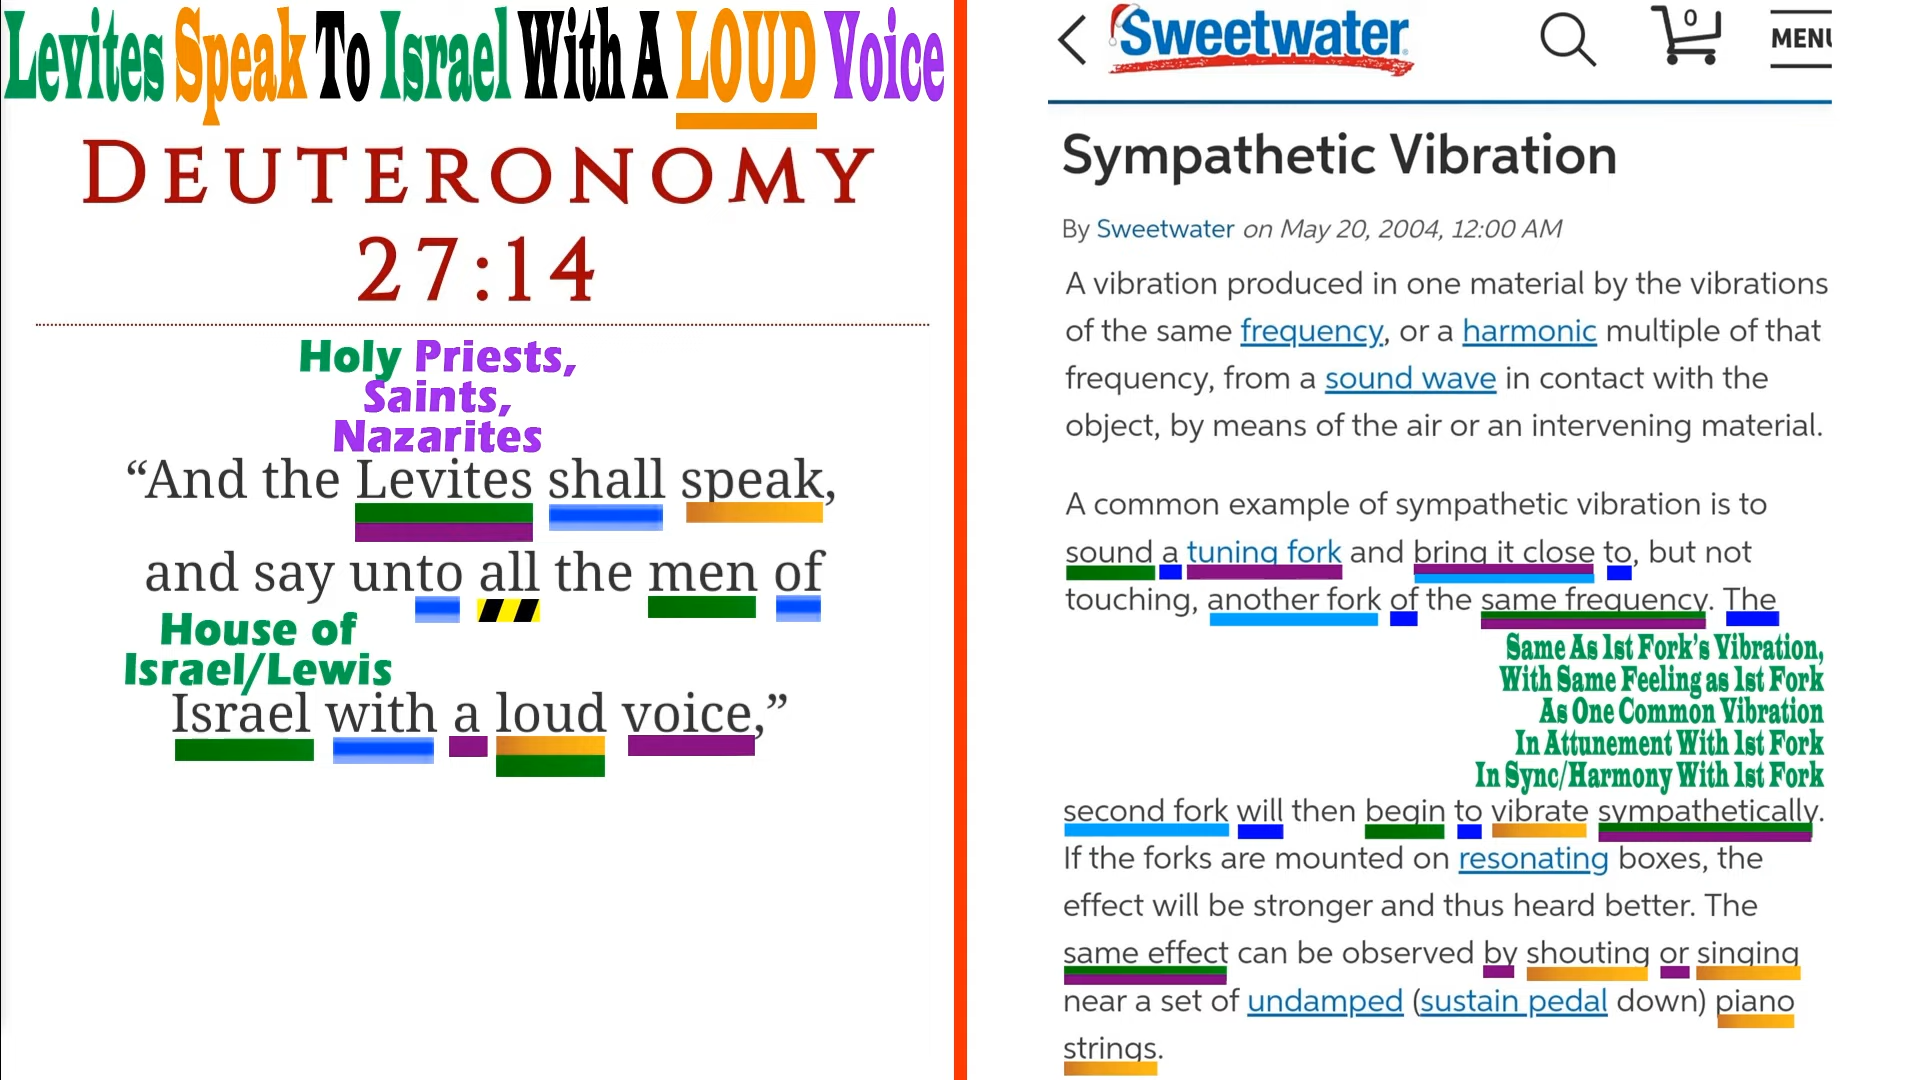 Levites Speak To Israel With A LOUD Voice
DEUTERONOMY
27:14
Holy Priests,
Saints,
Nazarites
“And the Levites shall speak,
and say unto all the men of
House of
Israel/Lewis
Israel with a loud voice,”
Sweetwater
0
MENU
Sympathetic Vibration
By Sweetwater on May 20, 2004, 12:00 AM
A vibration produced in one material by the vibrations
of the same frequency, or a harmonic multiple of that
frequency, from a sound wave in contact with the
object, by means of the air or an intervening material.
A common example of sympathetic vibration is to
sound a tuning fork and bring it close to, but not
touching, another fork of the same frequency. The
Same As 1st Fork's Vibration,
With Same Feeling as 1st Fork
As One Common Vibration
In Attunement With 1st Fork
In Sync/Harmony With 1st Fork
second fork will then begin to vibrate sympathetically.
If the forks are mounted on resonating boxes, the
effect will be stronger and thus heard better. The
same effect can be observed by shouting or singing
near a set of undamped (sustain pedal down) piano
strings.